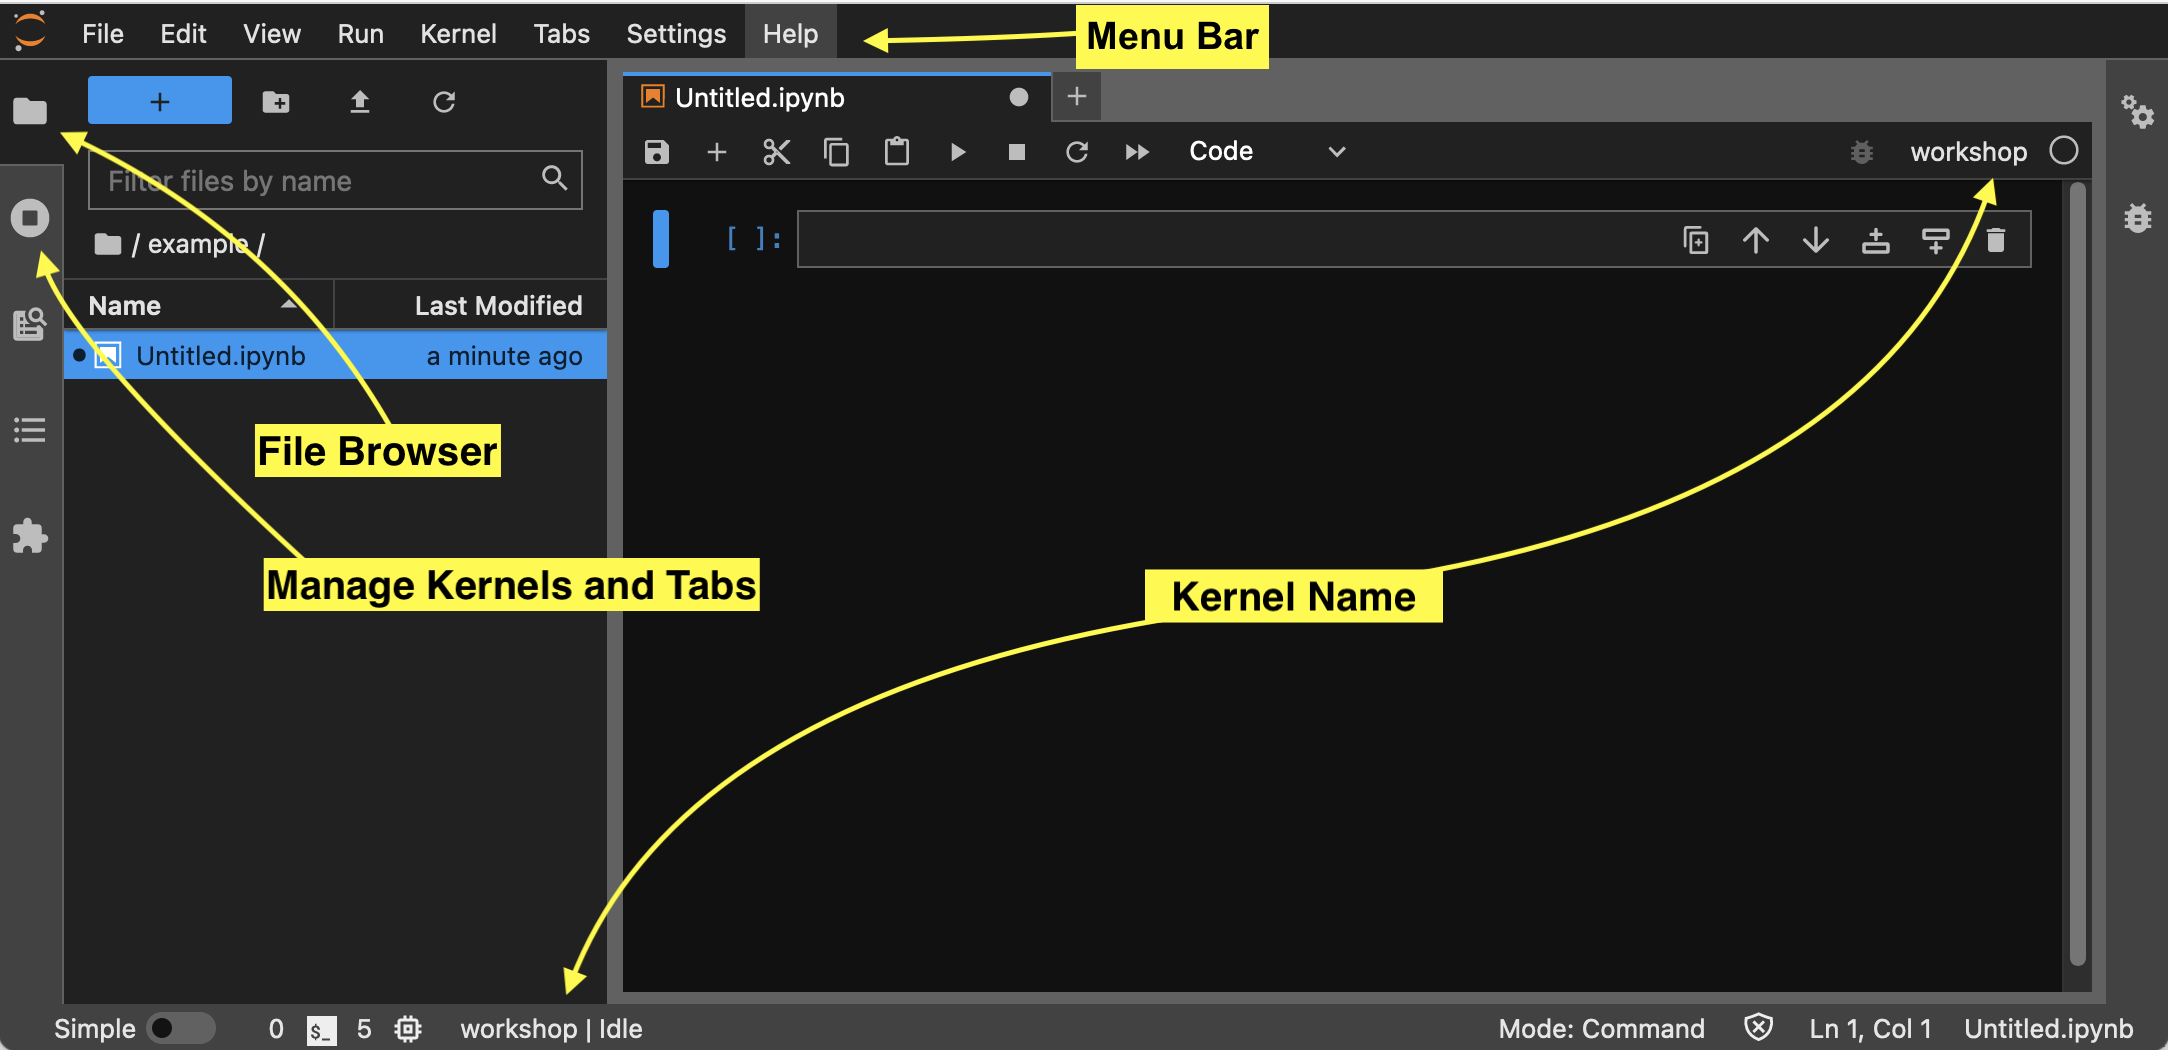 File Edit View Run Kernel Tabs Settings Help
Menu Bar
Untitled.ipynb
Code
workshop
Filter files by name
/ example /
[ ]:
Name Last Modified
Untitled.ipynb a minute ago
File Browser
Manage Kernels and Tabs
Kernel Name
Simple 0 $_ 5 workshop | Idle Mode: Command Ln 1, Col 1 Untitled.ipynb